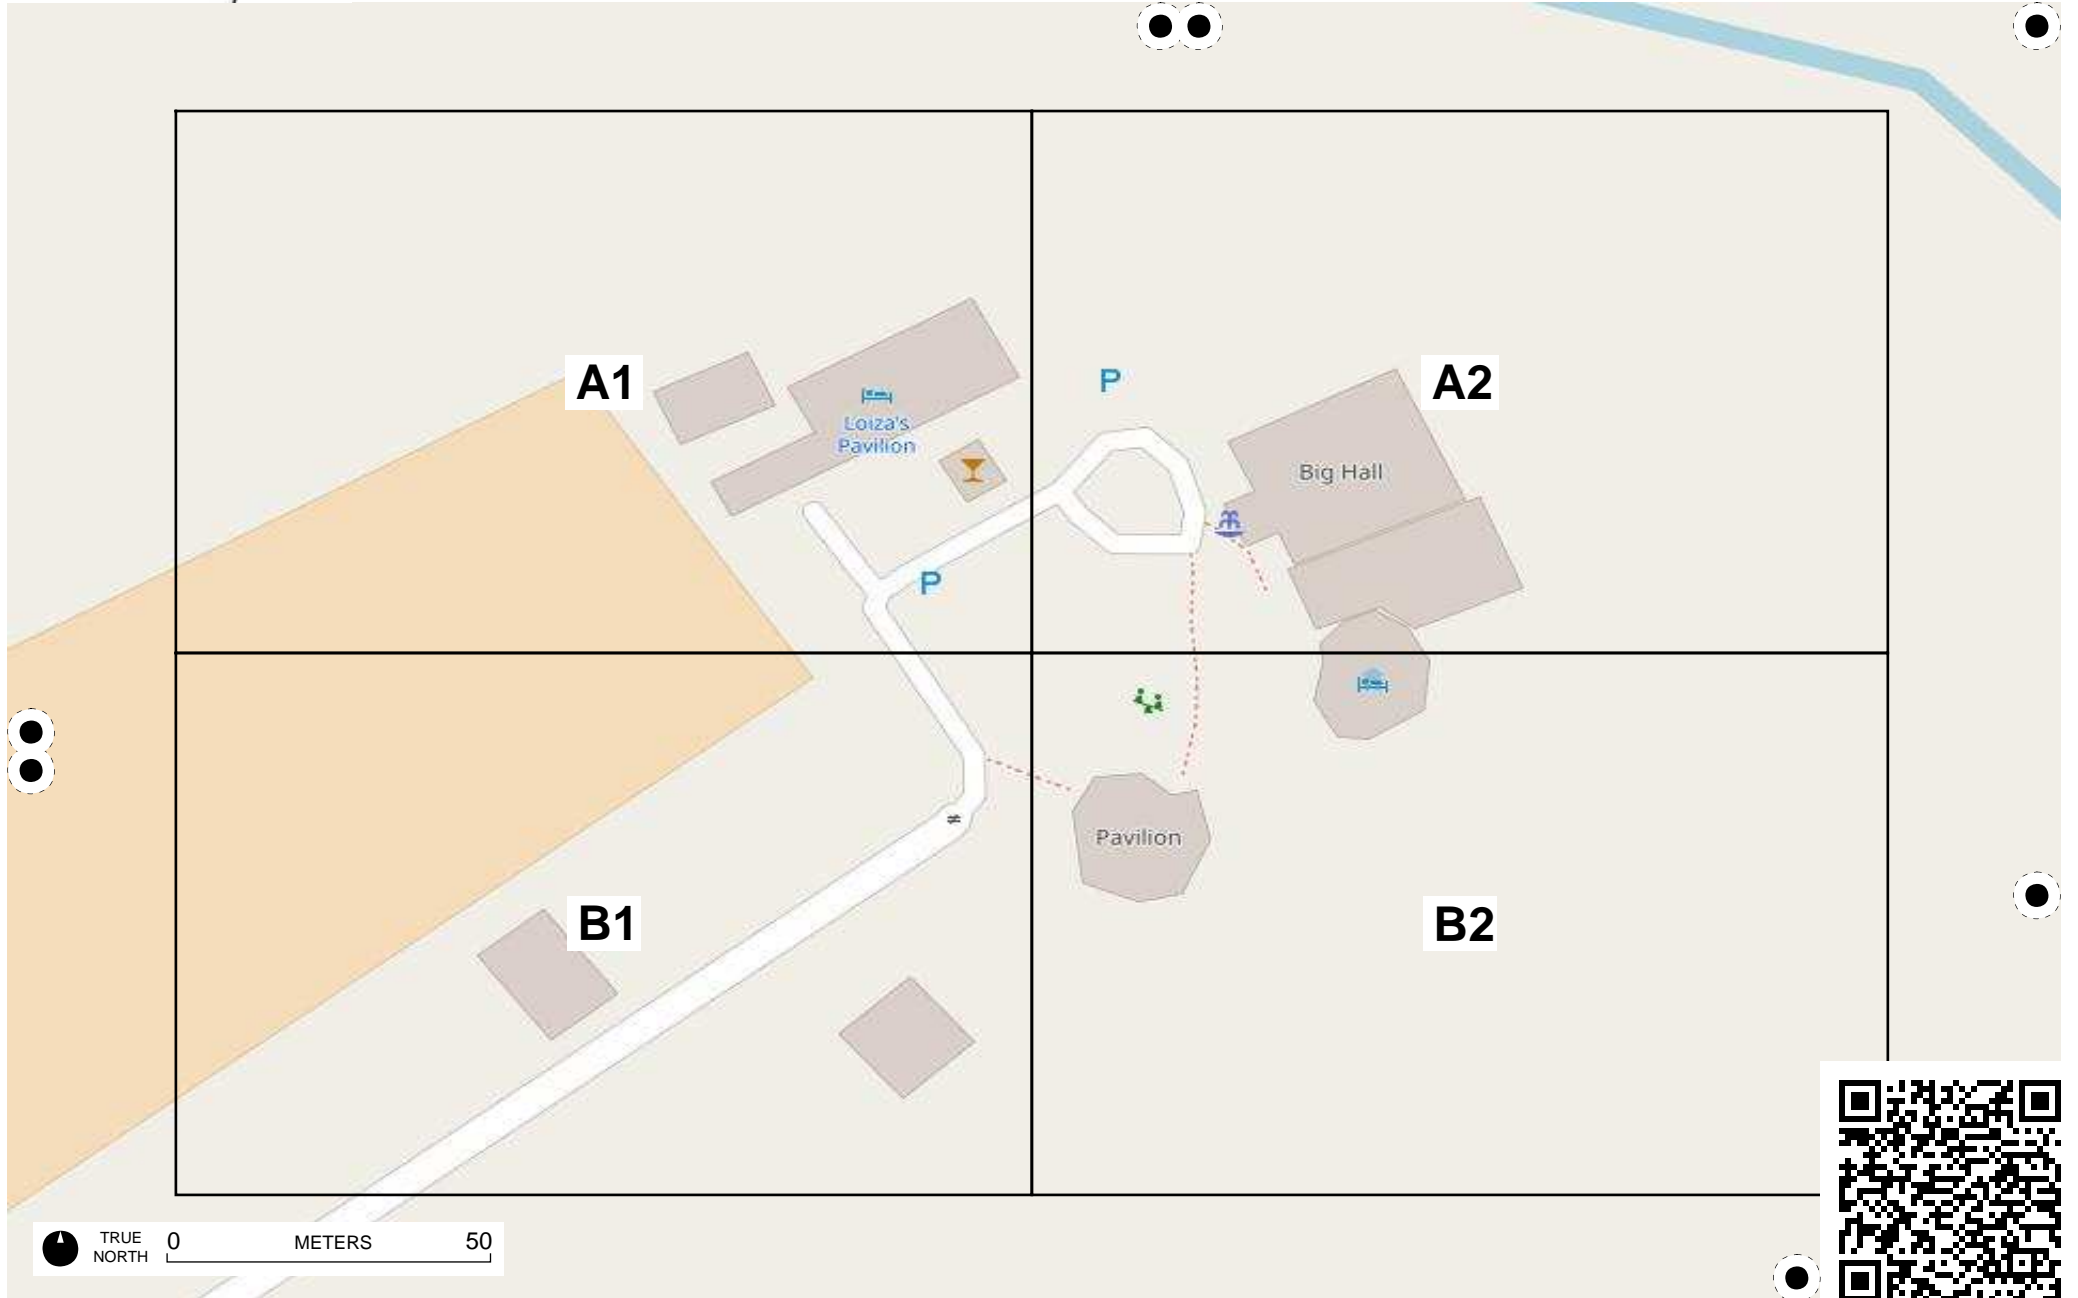 A1
A2
P
Loiza's
Pavilion
Big Hall
P
Pavilion
B1
B2
TRUE
NORTH
0 METERS 50